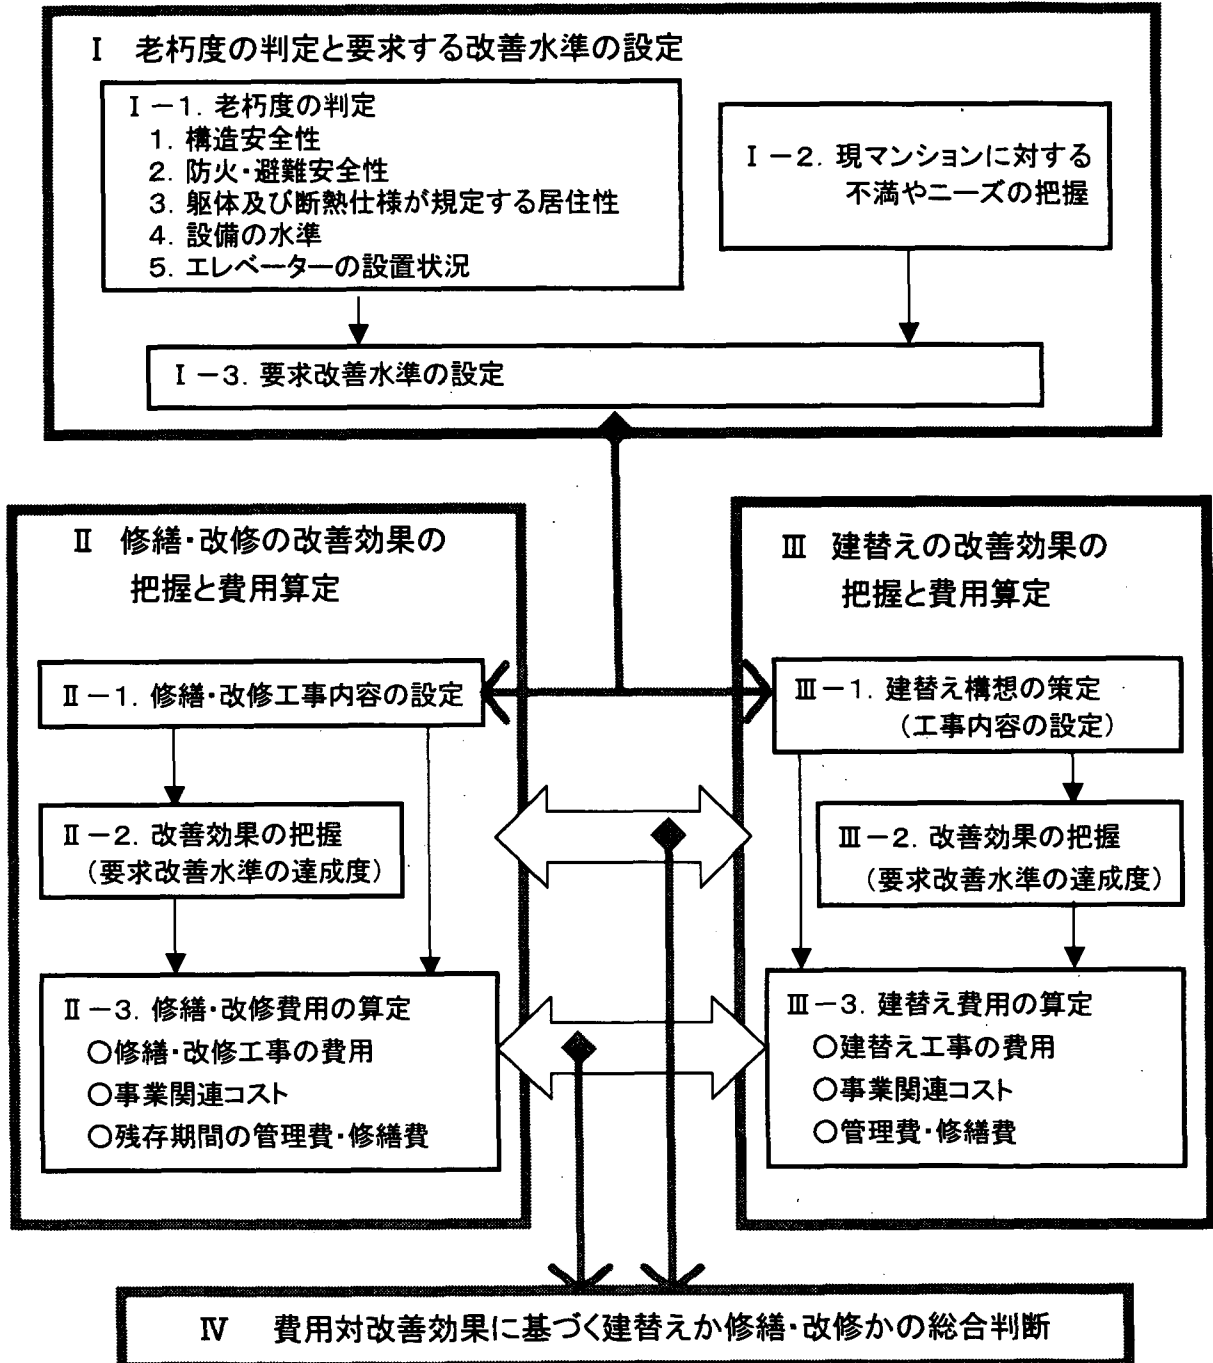 Ⅰ 老朽度の判定と要求する改善水準の設定
Ⅰ－1．老朽度の判定
1．構造安全性
2．防火・避難安全性
3．躯体及び断熱仕様が規定する居住性
4．設備の水準
5．エレベーターの設置状況
Ⅰ－2．現マンションに対する
不満やニーズの把握
Ⅰ－3．要求改善水準の設定
Ⅱ 修繕・改修の改善効果の
把握と費用算定
Ⅱ－1．修繕・改修工事内容の設定
Ⅱ－2．改善効果の把握
（要求改善水準の達成度）
Ⅱ－3．修繕・改修費用の算定
○修繕・改修工事の費用
○事業関連コスト
○残存期間の管理費・修繕費
Ⅲ 建替えの改善効果の
把握と費用算定
Ⅲ－1．建替え構想の策定
（工事内容の設定）
Ⅲ－2．改善効果の把握
（要求改善水準の達成度）
Ⅲ－3．建替え費用の算定
○建替え工事の費用
○事業関連コスト
○管理費・修繕費
Ⅳ 費用対改善効果に基づく建替えか修繕・改修かの総合判断